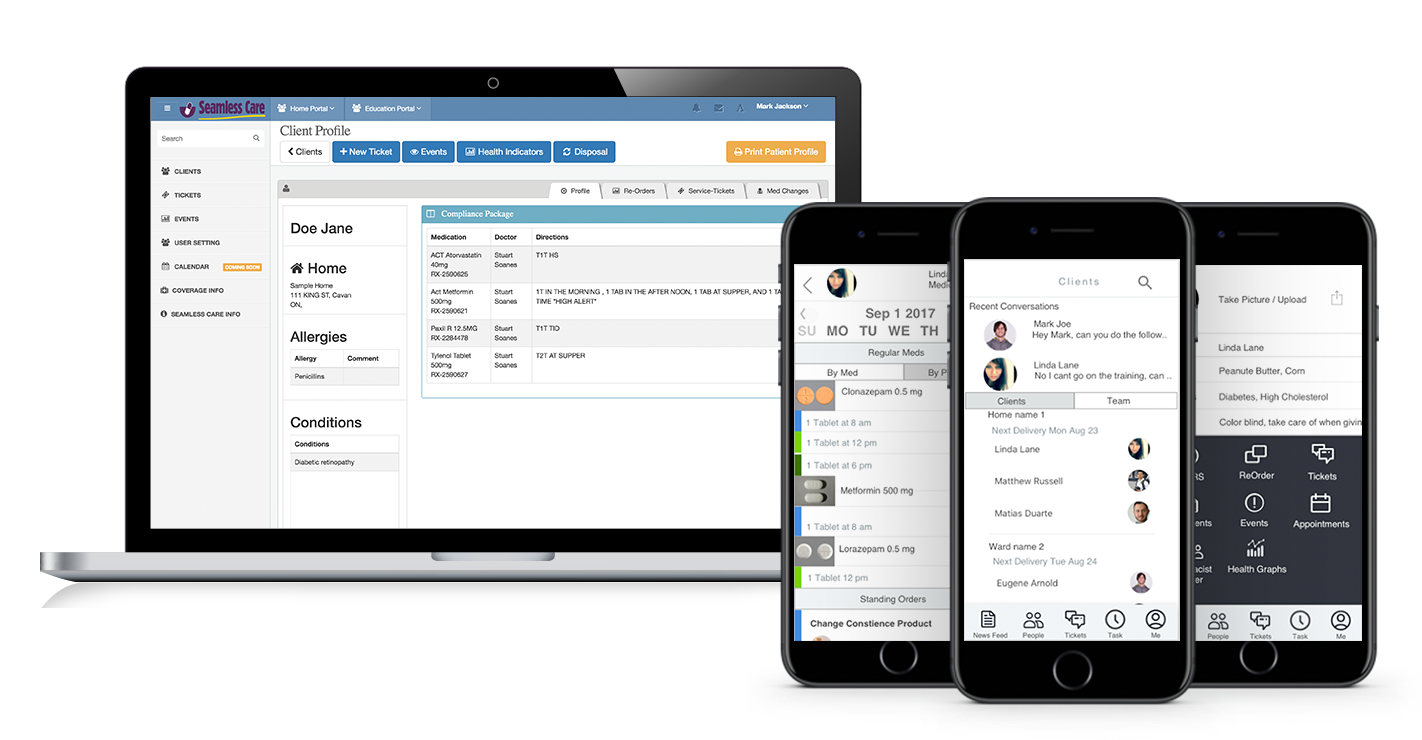 Seamless Care
Home Portal
Education Portal
Mark Jackson
Search
CLIENTS
TICKETS
EVENTS
USER SETTING
CALENDAR COMING SOON
COVERAGE INFO
SEAMLESS CARE INFO
Client Profile
Clients
New Ticket
Events
Health Indicators
Disposal
Print Patient Profile
Profile
Re-Orders
Service-Tickets
Med Changes
Doe Jane
Home
Sample Home
111 KING ST, Cavan
ON,
Allergies
Allergy Comment
Penicillins
Conditions
Conditions
Diabetic retinopathy
Compliance Package
Medication Doctor Directions
ACT Atorvastatin
40mg
RX-2590625
Stuart
Soanes
T1T HS
Act Metformin
500mg
RX-2590621
Stuart
Soanes
1T IN THE MORNING , 1 TAB IN THE AFTER NOON, 1 TAB AT SUPPER, AND 1 TA
TIME *HIGH ALERT*
Paxil R 12.5MG
RX-2284478
Stuart
Soanes
T1T TID
Tylenol Tablet
500mg
RX-2590627
Stuart
Soanes
T2T AT SUPPER
Linda
Medic
Sep 1 2017
SU MO TU WE TH
Regular Meds
By Med
By P
Clonazepam 0.5 mg
1 Tablet at 8 am
1 Tablet at 12 pm
1 Tablet at 6 pm
Metformin 500 mg
1 Tablet at 8 am
Lorazepam 0.5 mg
1 Tablet 12 pm
Standing Orders
Change Constience Product
Clients
Recent Conversations
Mark Joe
Hey Mark, can you do the follow..
Linda Lane
No I cant go on the training, can ..
Clients
Team
Home name 1
Next Delivery Mon Aug 23
Linda Lane
Matthew Russell
Matias Duarte
Ward name 2
Next Delivery Tue Aug 24
Eugene Arnold
News Feed
People
Tickets
Task
Me
Take Picture / Upload
Linda Lane
Peanute Butter, Corn
Diabetes, High Cholesterol
Color blind, take care of when givin
RS
ReOrder
Tickets
ents
Events
Appointments
acist
er
Health Graphs
People
Tickets
Task
Me